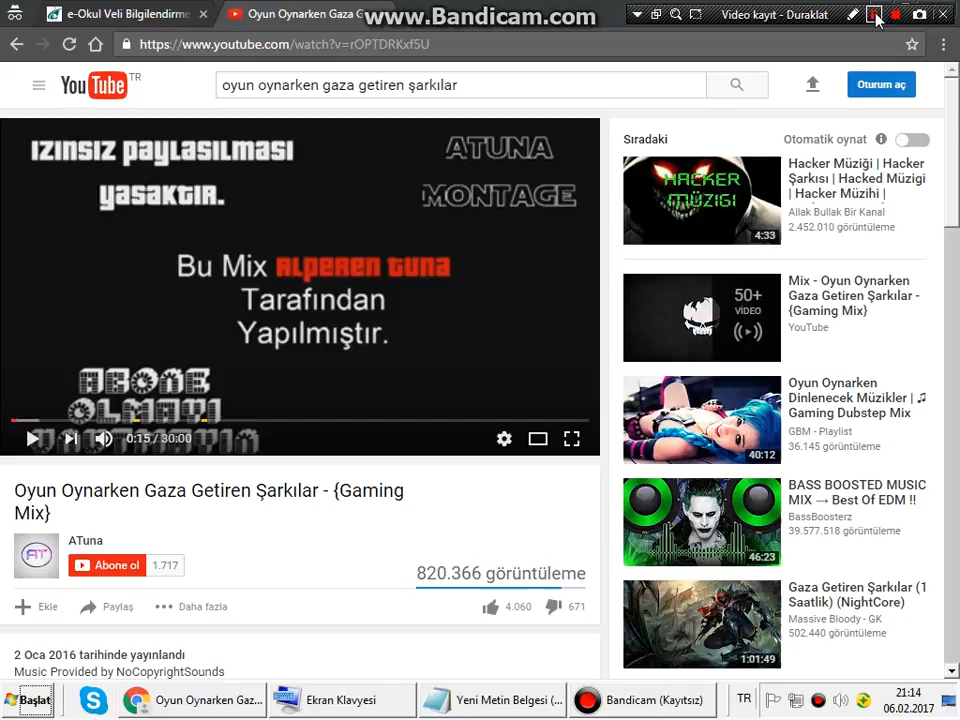 e-Okul Veli Bilgilendirme
Oyun Oynarken Gaza G
www.Bandicam.com
Video kayıt - Duraklat
https://www.youtube.com/watch?v=rOPTDRKxf5U
YouTube TR
oyun oynarken gaza getiren şarkılar
Oturum aç
IZINSIZ PAYLASILMASI
YASAKTIR.
ATUNA
MONTAGE
Bu Mix ALPEREN TUNA
Tarafından
Yapılmıştır.
ABONE
OLMAYI
UNUTMAYIN
0:15 / 30:00
Oyun Oynarken Gaza Getiren Şarkılar - {Gaming
Mix}
AT
ATuna
Abone ol 1.717
820.366 görüntüleme
Ekle Paylaş Daha fazla 4.060 671
2 Oca 2016 tarihinde yayınlandı
Music Provided by NoCopyrightSounds
Sıradaki Otomatik oynat
HACKER
MÜZIGI
4:33
Hacker Müziği | Hacker
Şarkısı | Hacked Müzigi
| Hacker Müzihi |
Allak Bullak Bir Kanal
2.452.010 görüntüleme
50+
VİDEO
Mix - Oyun Oynarken
Gaza Getiren Şarkılar -
{Gaming Mix}
YouTube
40:12
Oyun Oynarken
Dinlenecek Müzikler | ♫
Gaming Dubstep Mix
GBM - Playlist
36.145 görüntüleme
46:23
BASS BOOSTED MUSIC
MIX → Best Of EDM !!
BassBoosterz
39.577.518 görüntüleme
1:01:49
Gaza Getiren Şarkılar (1
Saatlik) (NightCore)
Massive Bloody - GK
502.440 görüntüleme
Başlat
Oyun Oynarken Gaz...
Ekran Klavyesi
Yeni Metin Belgesi (...
Bandicam (Kayıtsız)
TR
21:14
06.02.2017